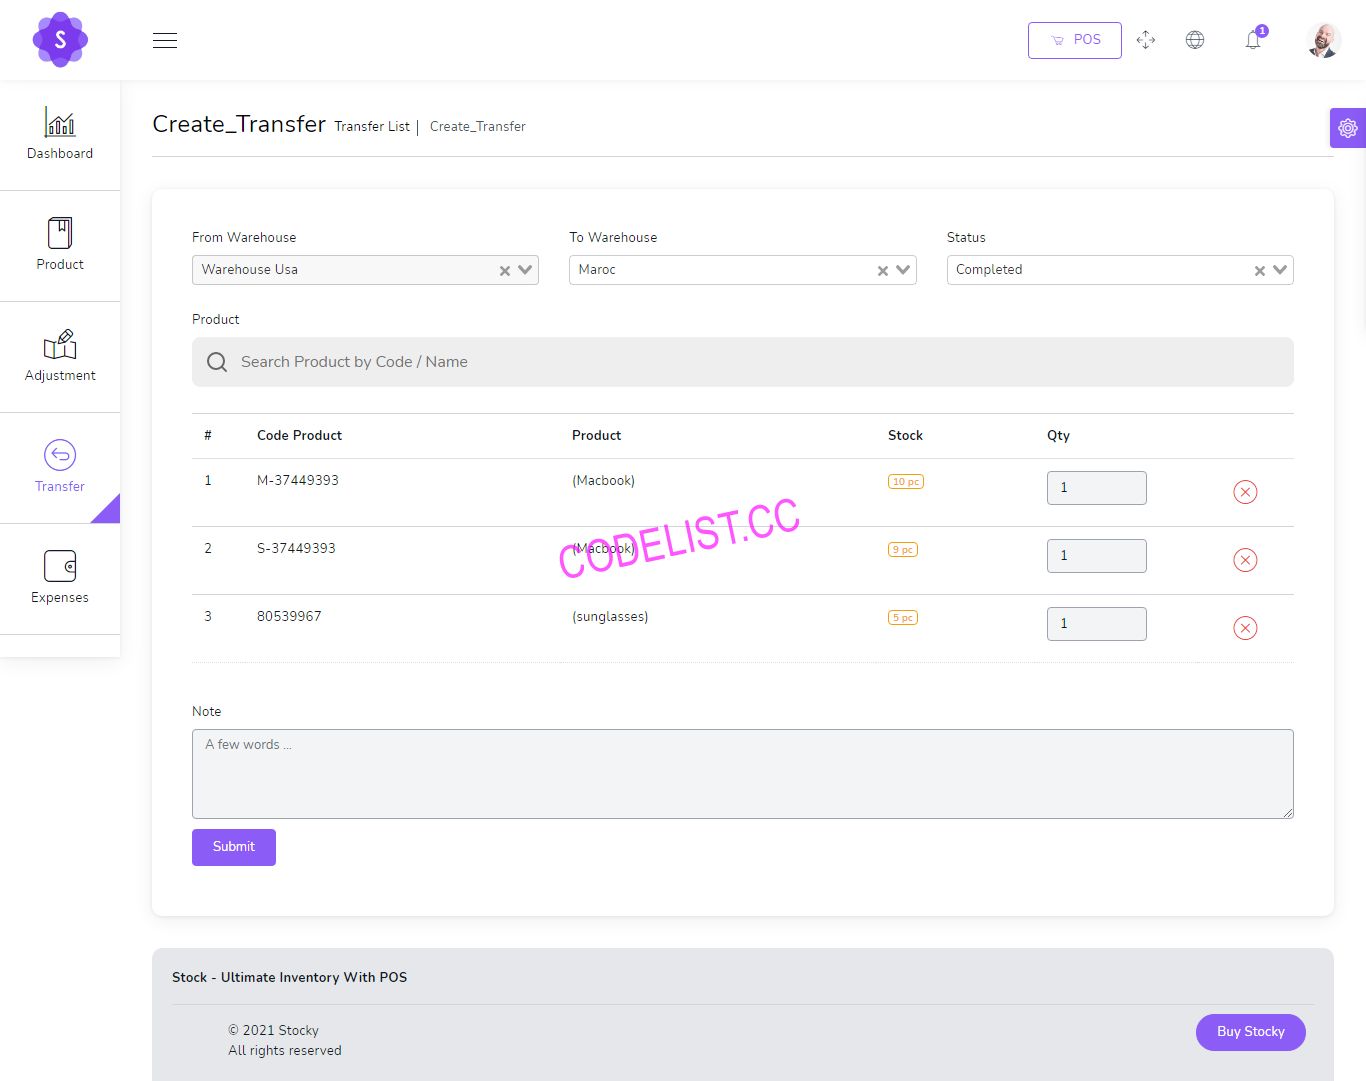 S
POS
1
Dashboard
Product
Adjustment
Transfer
Expenses
Create_Transfer Transfer List | Create_Transfer
From Warehouse To Warehouse Status
Warehouse Usa Maroc Completed
Product
Search Product by Code / Name
# Code Product Product Stock Qty
1 M-37449393 (Macbook) 10 pc 1
2 S-37449393 (Macbook) 9 pc 1
CODELIST.CC
3 80539967 (sunglasses) 5 pc 1
Note
A few words ...
Submit
Stock - Ultimate Inventory With POS
© 2021 Stocky
All rights reserved
Buy Stocky